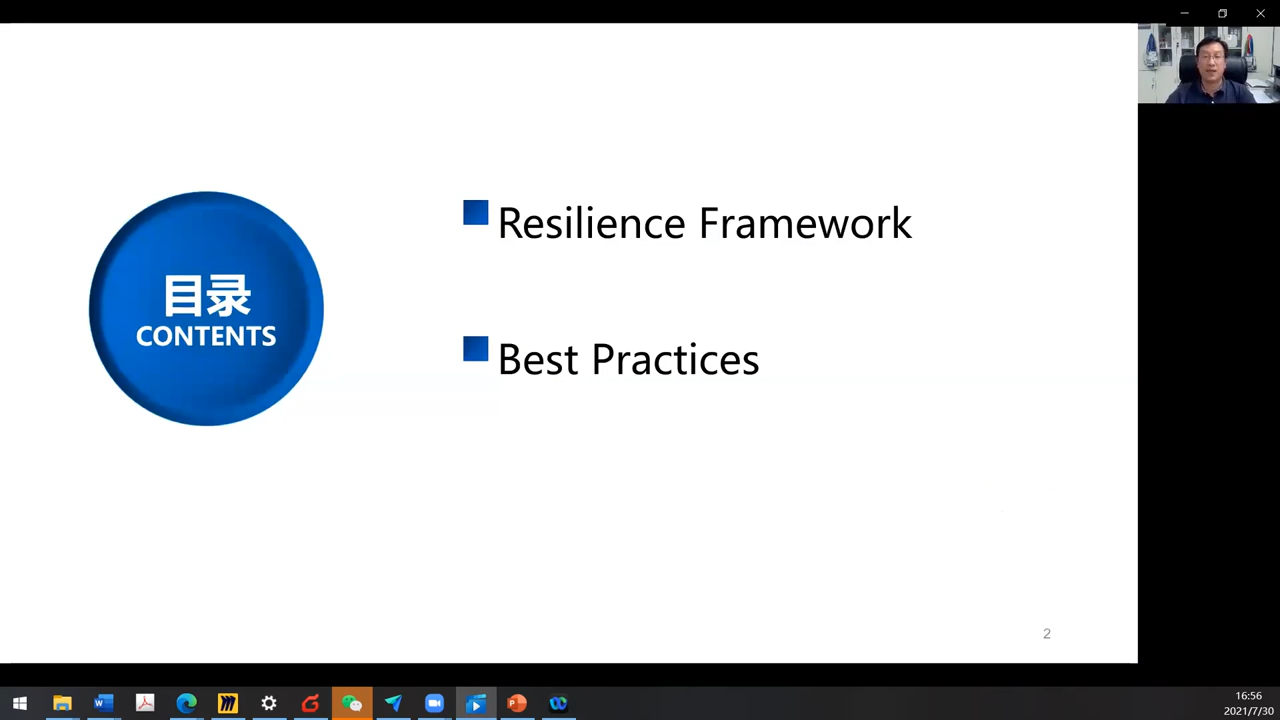 目录
CONTENTS
Resilience Framework
Best Practices
2
16:56
2021/7/30